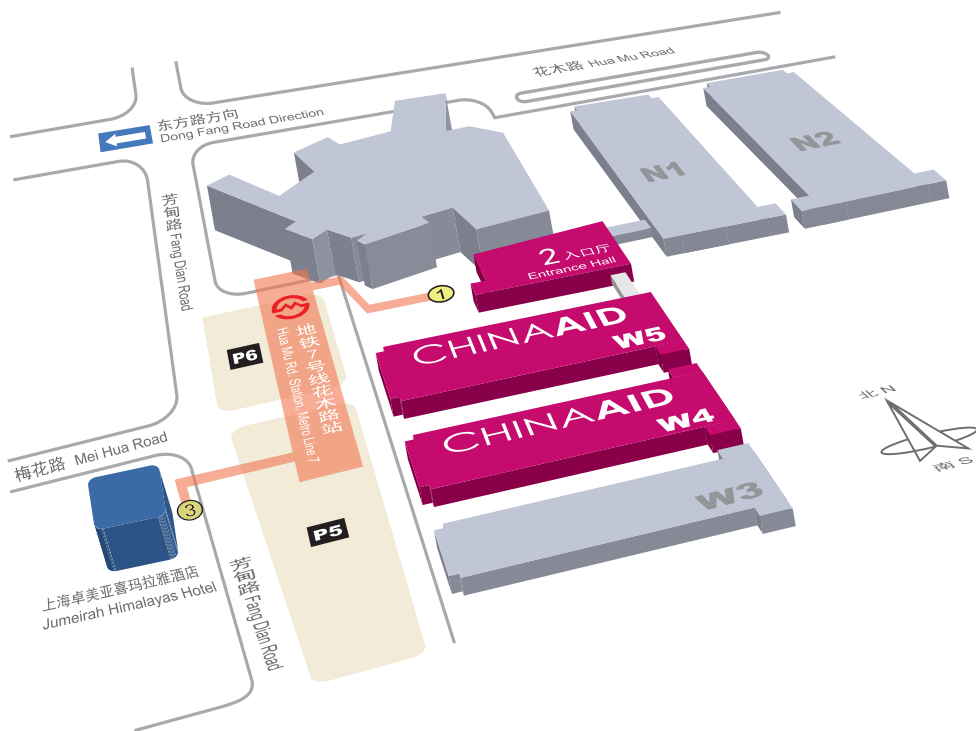 花木路 Hua Mu Road
东方路方向
Dong Fang Road Direction
N1
N2
芳甸路 Fang Dian Road
2 入口厅
Entrance Hall
1
地铁7号线花木路站
Hua Mu Rd. Station, Metro Line 7
P6
CHINAAID
W5
CHINAAID
W4
北 N
南 S
梅花路 Mei Hua Road
W3
3
P5
上海卓美亚喜玛拉雅酒店
Jumeirah Himalayas Hotel
芳甸路 Fang Dian Road